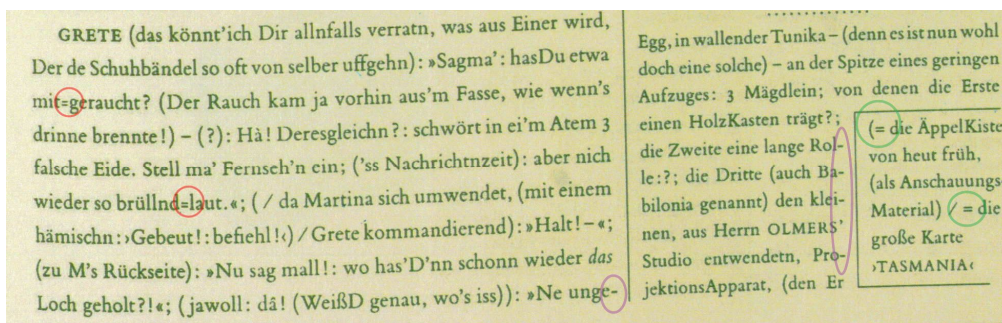 GRETE (das könnt'ich Dir allnfalls verratn, was aus Einer wird,
Der de Schuhbändel so oft von selber uffgehn): »Sagma': hasDu etwa
mit=geraucht? (Der Rauch kam ja vorhin aus'm Fasse, wie wenn's
drinne brennte!) – (?): Hà! Deresgleichn?: schwört in ei'm Atem 3
falsche Eide. Stell ma' Fernseh'n ein; ('ss Nachrichtnzeit): aber nich
wieder so brüllnd=laut.«; ( / da Martina sich umwendet, (mit einem
hämischn: ›Gebeut!: befiehl!‹) / Grete kommandierend): »Halt!–«;
(zu M's Rückseite): »Nu sag mall!: wo has'D'nn schonn wieder das
Loch geholt?!«; (jawoll: dâ! (WeißD genau, wo's iss)): »Ne unge-
Egg, in wallender Tunika – (denn es ist nun wohl
doch eine solche) – an der Spitze eines geringen
Aufzuges: 3 Mägdlein; von denen die Erste
einen HolzKasten trägt?;
die Zweite eine lange Rol-
le:?; die Dritte (auch Ba-
bilonia genannt) den klei-
nen, aus Herrn OLMERS'
Studio entwendetn, Pro-
jektionsApparat, (den Er
(= die ÄppelKiste
von heut früh,
(als Anschauungs-
Material) / = die
große Karte
›TASMANIA‹